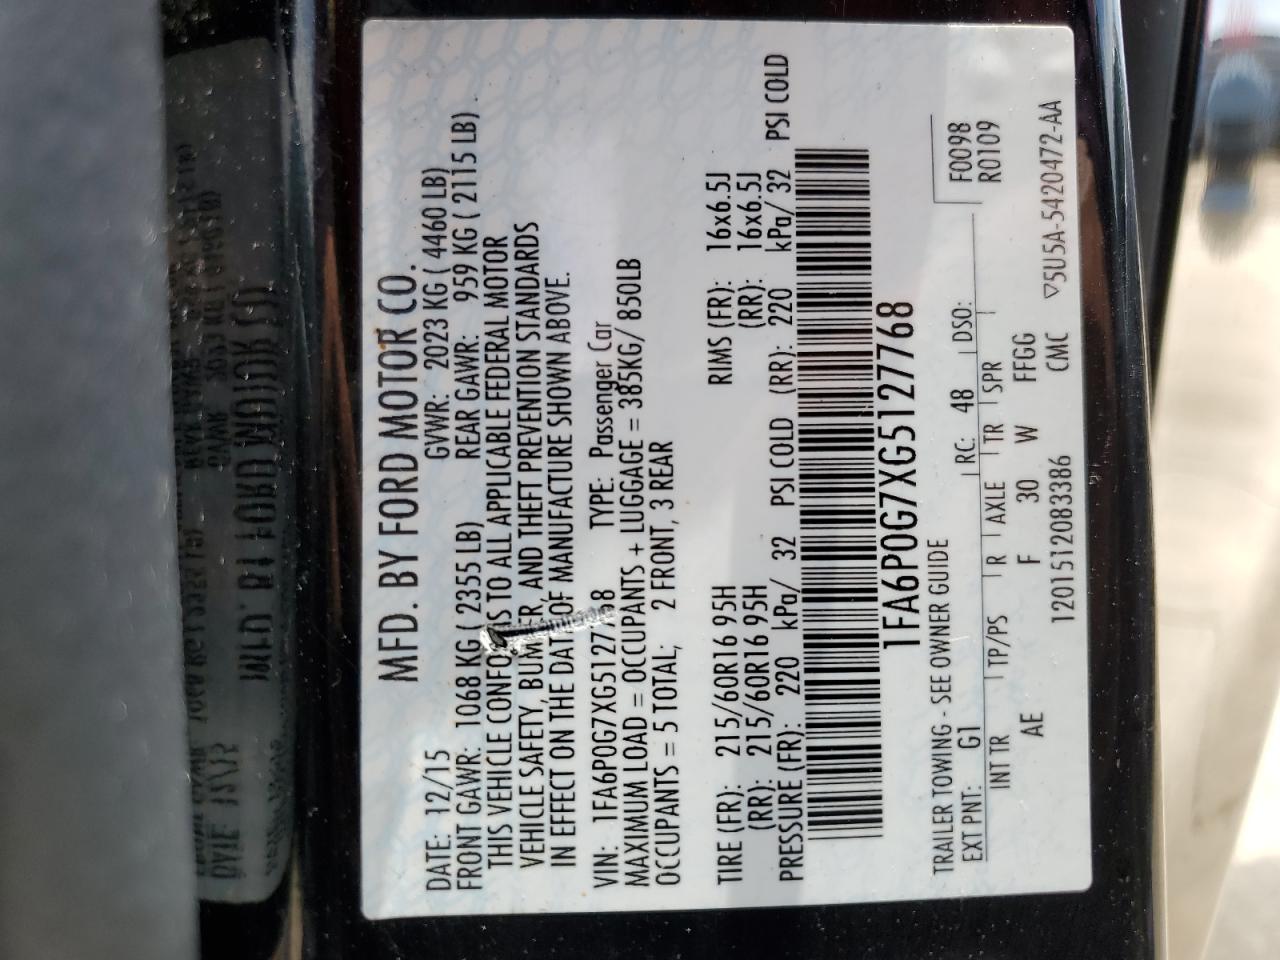 MFD. BY FORD MOTOR CO.
DATE: 12/15 GVWR: 2023 KG ( 4460 LB)
FRONT GAWR: 1068 KG ( 2355 LB) REAR GAWR: 959 KG ( 2115 LB)
THIS VEHICLE CONFO S TO ALL APPLICABLE FEDERAL MOTOR
VEHICLE SAFETY, BUM ER, AND THEFT PREVENTION STANDARDS
IN EFFECT ON THE DAT OF MANUFACTURE SHOWN ABOVE.
VIN: 1FA6P0G7XG5127768 TYPE: Passenger Car
MAXIMUM LOAD = OCCUPANTS + LUGGAGE = 385KG/ 850LB
OCCUPANTS = 5 TOTAL; 2 FRONT, 3 REAR
TIRE (FR): 215/60R16 95H RIMS (FR): 16x6.5J
(RR): 215/60R16 95H (RR): 16x6.5J
PRESSURE (FR): 220 kPa/ 32 PSI COLD (RR): 220 kPa/ 32 PSI COLD
1FA6P0G7XG5127768
TRAILER TOWING - SEE OWNER GUIDE F0098
EXT PNT: G1 RC: 48 DSO: R0109
INT TR TP/PS R AXLE TR SPR
AE F 30 W FFGG
1201512083386 CMC ▽5U5A-5420472-AA